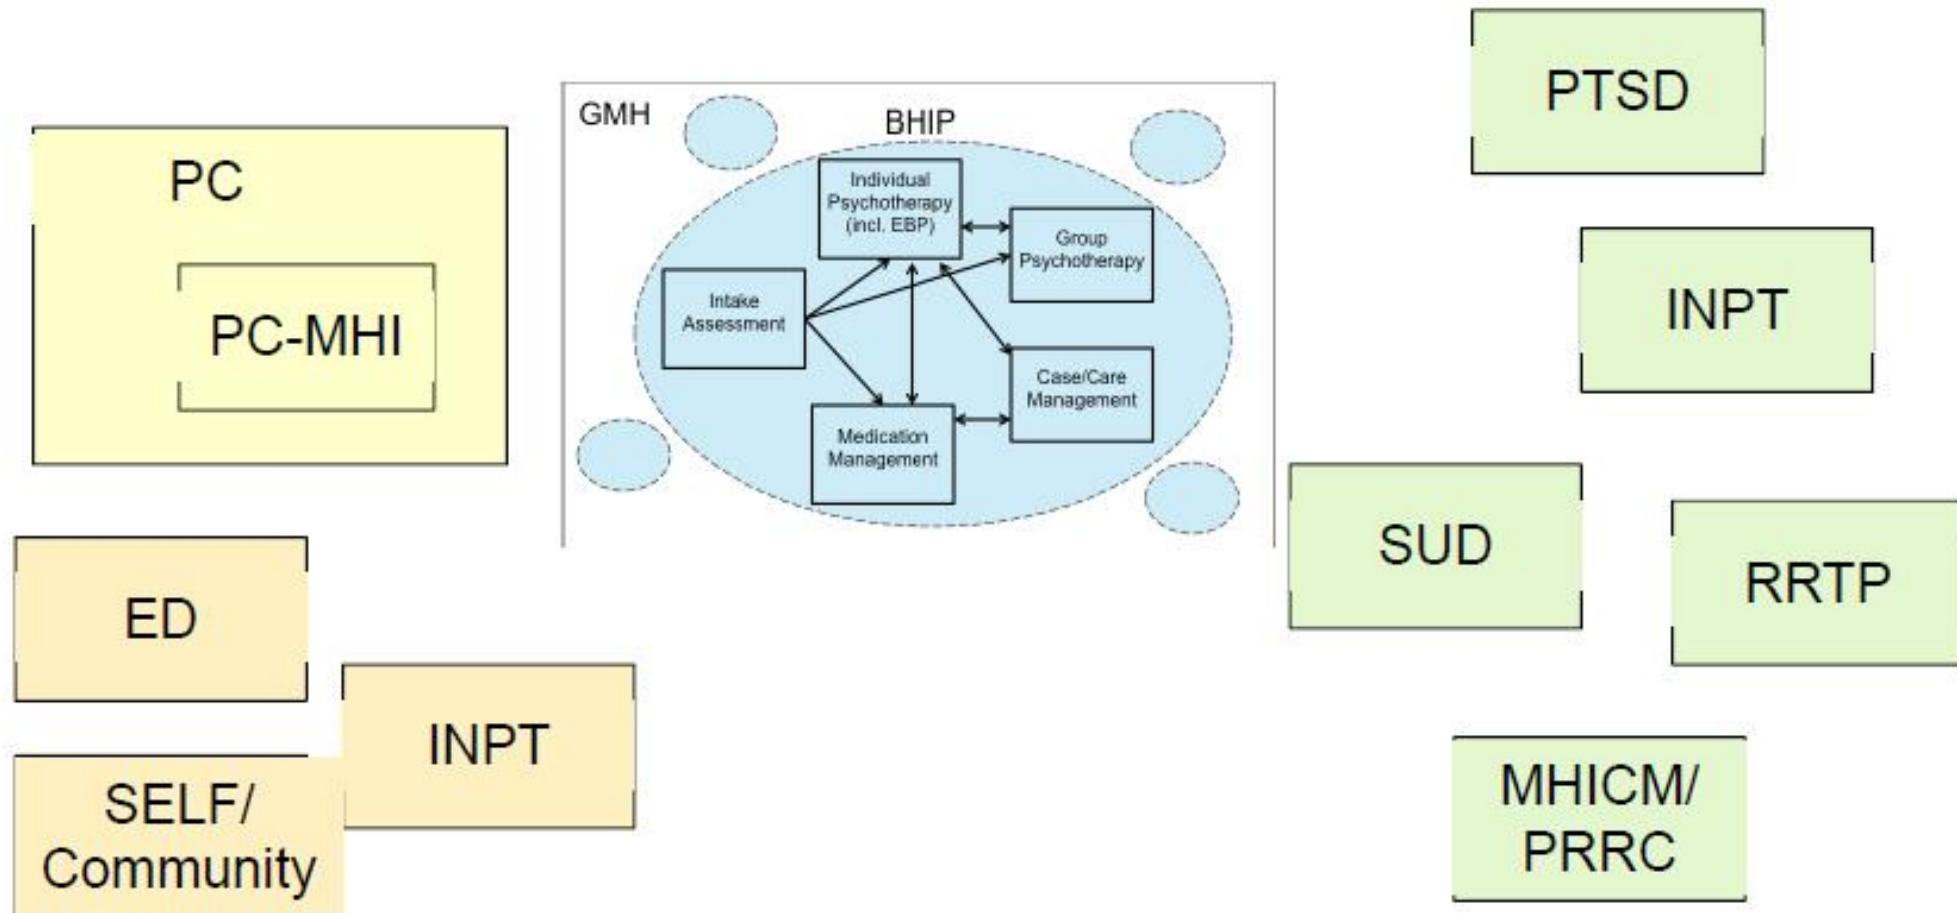 PC
PC-MHI
ED
INPT
SELF/
Community
GMH
BHIP
Individual
Psychotherapy
(incl. EBP)
Group
Psychotherapy
Intake
Assessment
Case/Care
Management
Medication
Management
PTSD
INPT
SUD
RRTP
MHICM/
PRRC